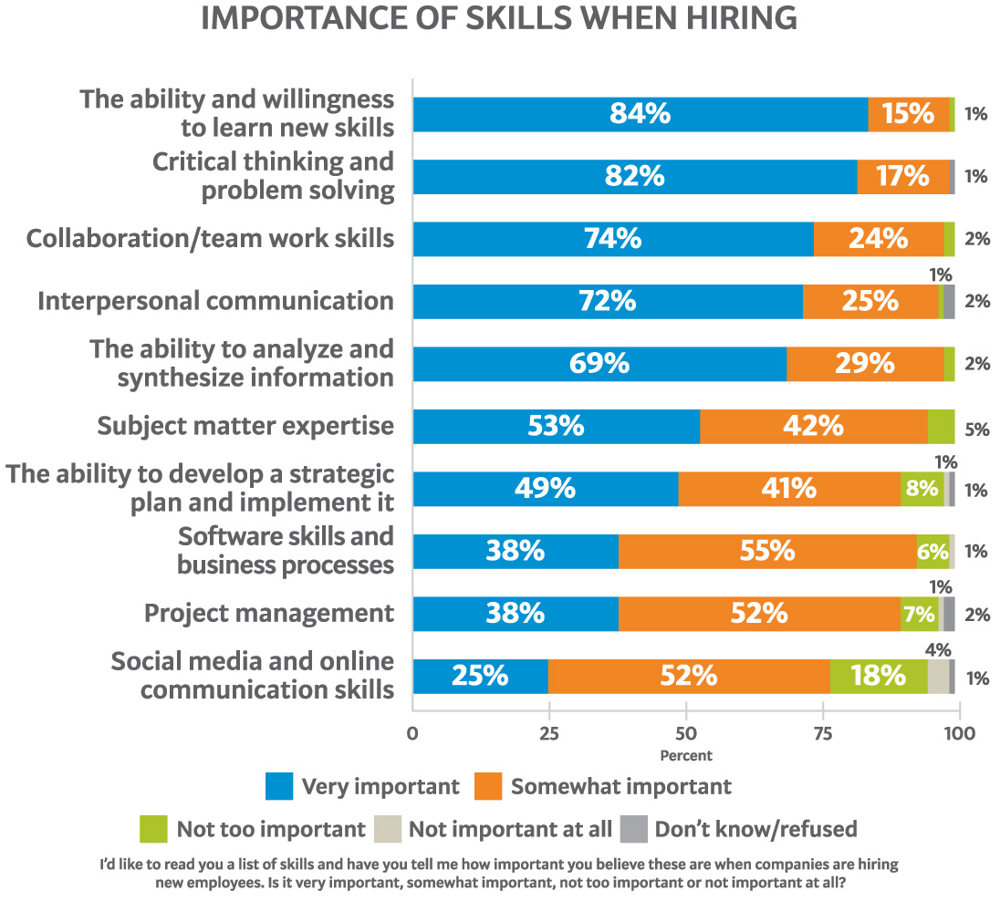 IMPORTANCE OF SKILLS WHEN HIRING
The ability and willingness
to learn new skills
84%
15%
1%
Critical thinking and
problem solving
82%
17%
1%
Collaboration/team work skills
74%
24%
2%
1%
Interpersonal communication
72%
25%
2%
The ability to analyze and
synthesize information
69%
29%
2%
Subject matter expertise
53%
42%
5%
1%
The ability to develop a strategic
plan and implement it
49%
41%
8%
1%
Software skills and
business processes
38%
55%
6%
1%
1%
Project management
38%
52%
7%
2%
4%
Social media and online
communication skills
25%
52%
18%
1%
0
25
50
75
100
Percent
Very important
Somewhat important
Not too important
Not important at all
Don't know/refused
I'd like to read you a list of skills and have you tell me how important you believe these are when companies are hiring
new employees. Is it very important, somewhat important, not too important or not important at all?